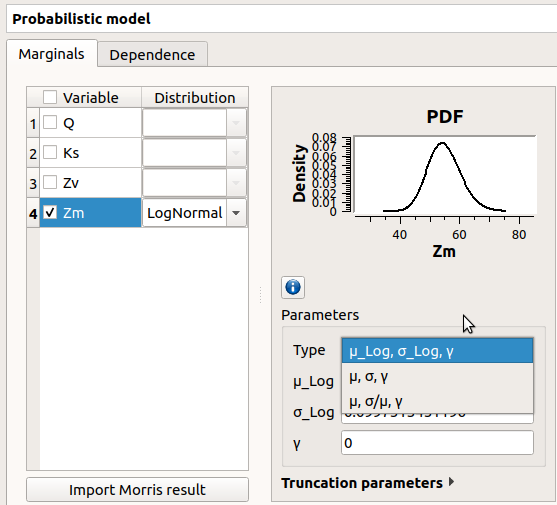 Probabilistic model
Marginals
Dependence
Variable Distribution
1 Q
2 Ks
3 Zv
4 Zm LogNormal
Import Morris result
PDF
Density
0.08
0.07
0.06
0.05
0.04
0.03
0.02
0.01
0
40 60 80
Zm
Parameters
Type μ_Log, σ_Log, γ
μ, σ, γ
μ, σ/μ, γ
μ_Log
σ_Log
γ 0
Truncation parameters